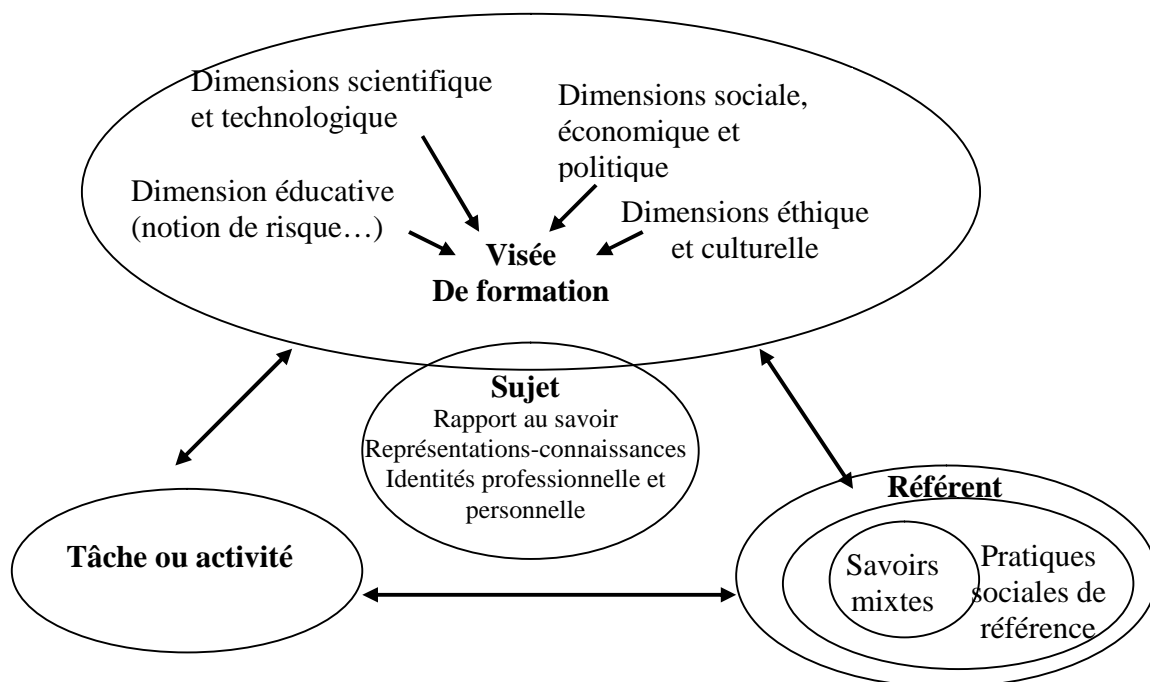 Dimensions scientifique
et technologique
Dimensions sociale,
économique et
politique
Dimension éducative
(notion de risque…)
Dimensions éthique
et culturelle
Visée
De formation
Sujet
Rapport au savoir
Représentations-connaissances
Identités professionnelle et
personnelle
Tâche ou activité
Référent
Savoirs
mixtes
Pratiques
sociales de
référence